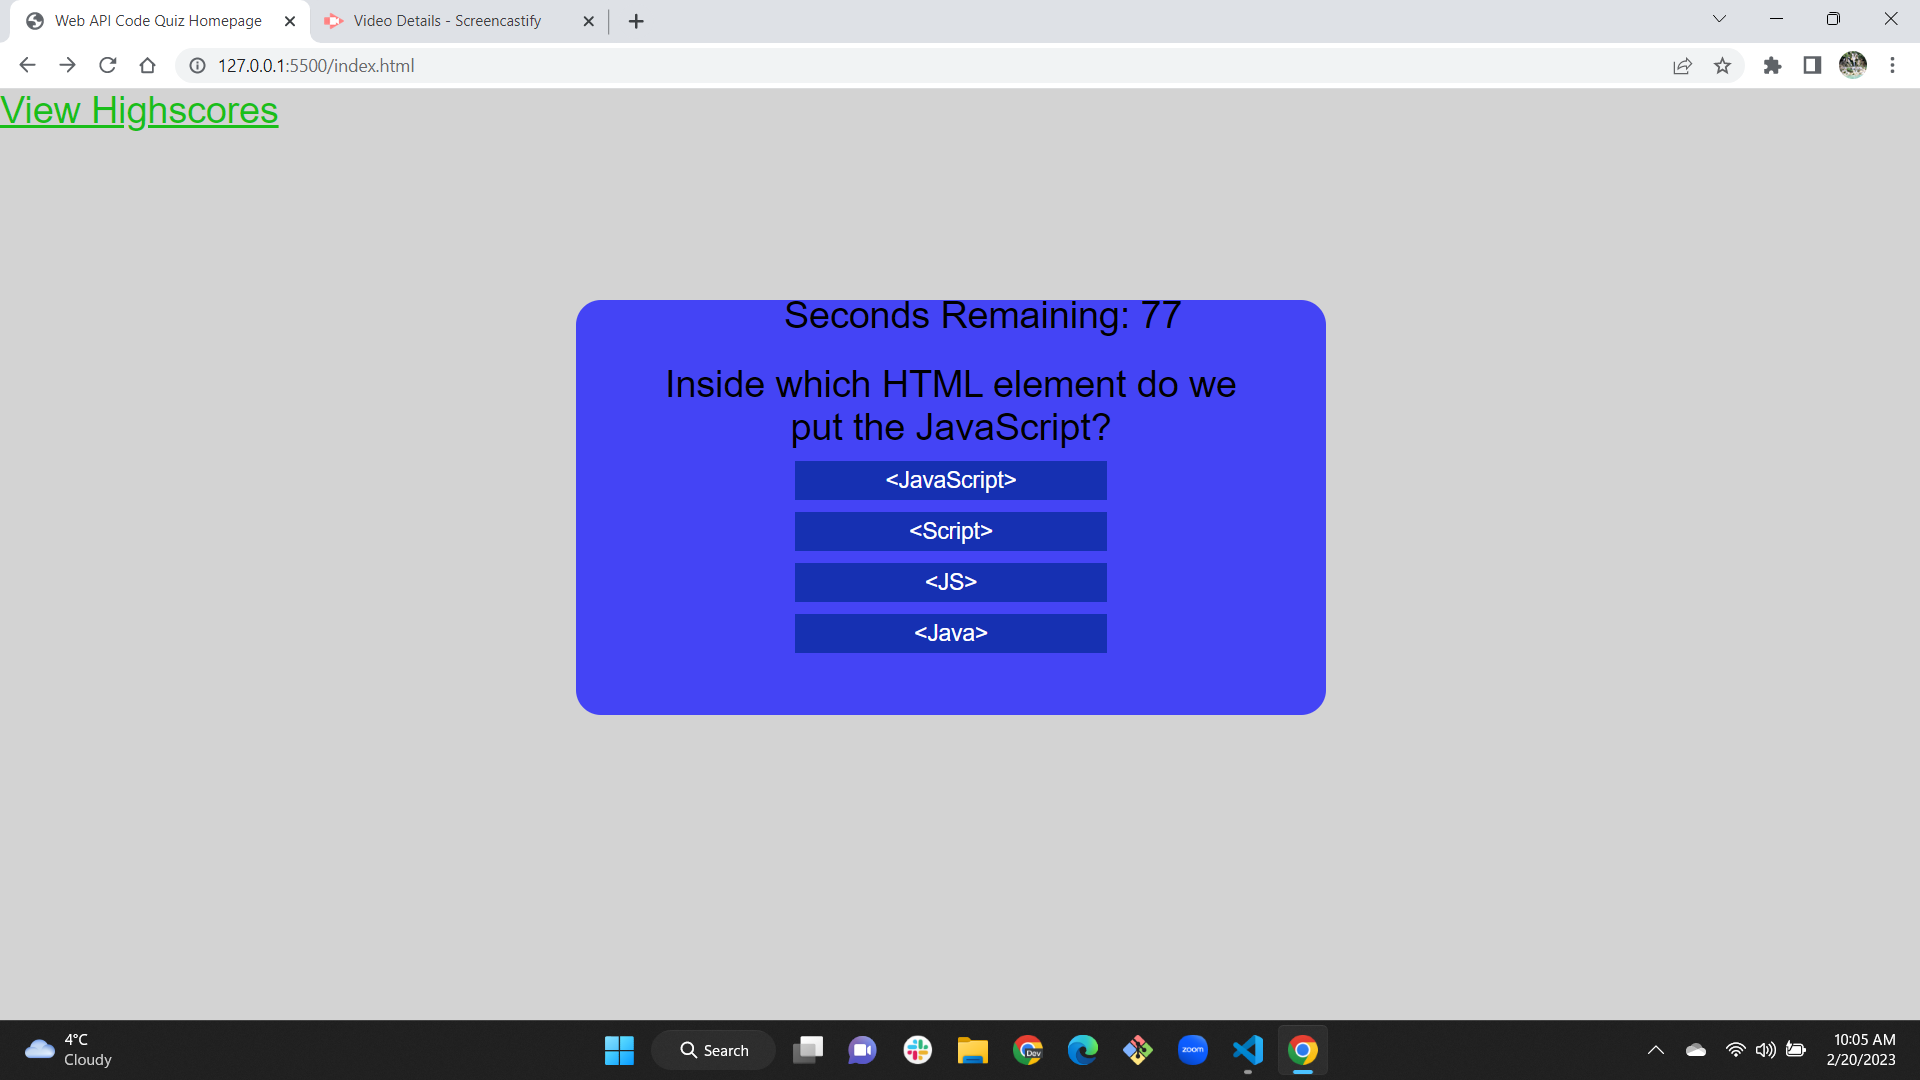 Web API Code Quiz Homepage
Video Details - Screencastify
127.0.0.1:5500/index.html
View Highscores
Seconds Remaining: 77
Inside which HTML element do we
put the JavaScript?
<JavaScript>
<Script>
<JS>
<Java>
4°C
Cloudy
Search
Dev
zoom
10:05 AM
2/20/2023